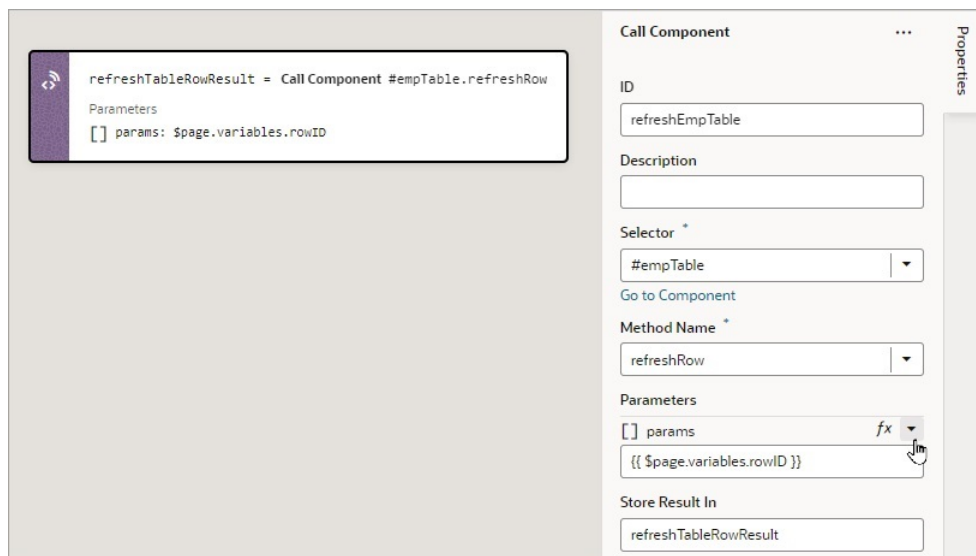 refreshTableRowResult = Call Component #empTable.refreshRow
Parameters
[] params: $page.variables.rowID
Call Component ...
Properties
ID
refreshEmpTable
Description
Selector *
#empTable
Go to Component
Method Name *
refreshRow
Parameters
[] params fx
{{ $page.variables.rowID }}
Store Result In
refreshTableRowResult